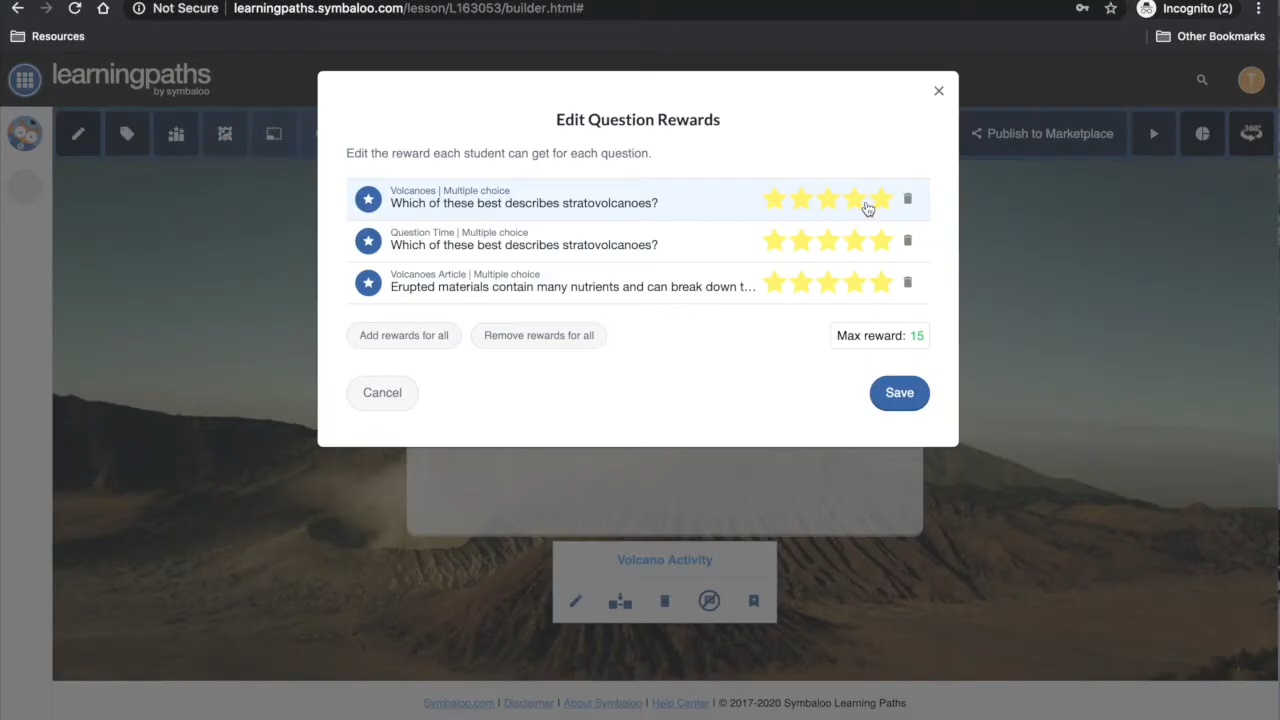 Not Secure learningpaths.symbaloo.com/lesson/L163053/builder.html# Incognito (2)
Resources Other Bookmarks
learningpaths
by symbaloo
T
Publish to Marketplace
360°
Edit Question Rewards
Edit the reward each student can get for each question.
Volcanoes | Multiple choice
Which of these best describes stratovolcanoes?
Question Time | Multiple choice
Which of these best describes stratovolcanoes?
Volcanoes Article | Multiple choice
Erupted materials contain many nutrients and can break down t...
Add rewards for all Remove rewards for all Max reward: 15
Cancel Save
Volcano Activity
Symbaloo.com | Disclaimer | About Symbaloo | Help Center | © 2017-2020 Symbaloo Learning Paths